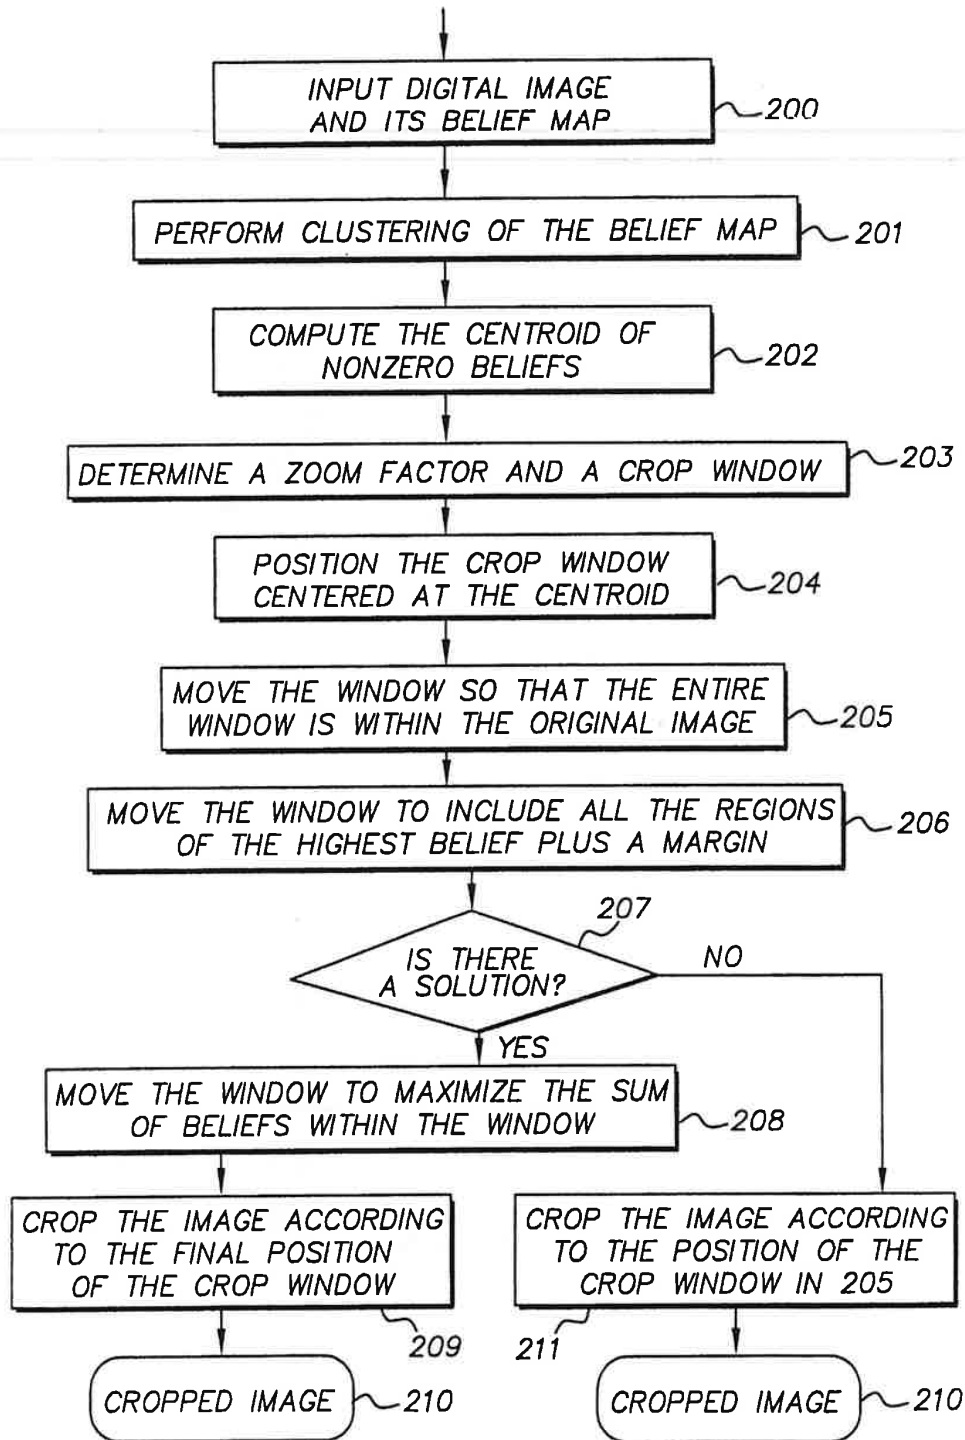 INPUT DIGITAL IMAGE
AND ITS BELIEF MAP
200
PERFORM CLUSTERING OF THE BELIEF MAP
201
COMPUTE THE CENTROID OF
NONZERO BELIEFS
202
DETERMINE A ZOOM FACTOR AND A CROP WINDOW
203
POSITION THE CROP WINDOW
CENTERED AT THE CENTROID
204
MOVE THE WINDOW SO THAT THE ENTIRE
WINDOW IS WITHIN THE ORIGINAL IMAGE
205
MOVE THE WINDOW TO INCLUDE ALL THE REGIONS
OF THE HIGHEST BELIEF PLUS A MARGIN
206
207
IS THERE
A SOLUTION?
NO
YES
MOVE THE WINDOW TO MAXIMIZE THE SUM
OF BELIEFS WITHIN THE WINDOW
208
CROP THE IMAGE ACCORDING
TO THE FINAL POSITION
OF THE CROP WINDOW
209
CROP THE IMAGE ACCORDING
TO THE POSITION OF THE
CROP WINDOW IN 205
211
CROPPED IMAGE
210
CROPPED IMAGE
210